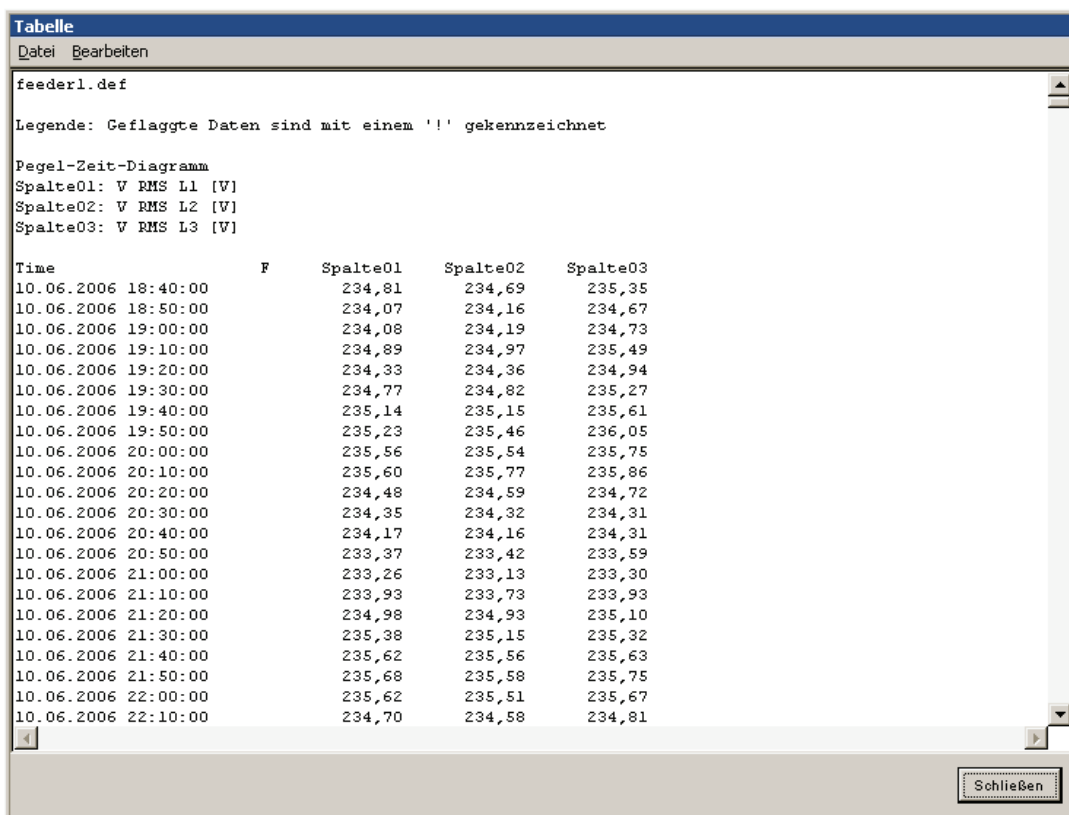 Tabelle
Datei Bearbeiten
feeder1.def
Legende: Geflaggte Daten sind mit einem '!' gekennzeichnet
Pegel-Zeit-Diagramm
Spalte01: V RMS L1 [V]
Spalte02: V RMS L2 [V]
Spalte03: V RMS L3 [V]
Time F Spalte01 Spalte02 Spalte03
10.06.2006 18:40:00 234,81 234,69 235,35
10.06.2006 18:50:00 234,07 234,16 234,67
10.06.2006 19:00:00 234,08 234,19 234,73
10.06.2006 19:10:00 234,89 234,97 235,49
10.06.2006 19:20:00 234,33 234,36 234,94
10.06.2006 19:30:00 234,77 234,82 235,27
10.06.2006 19:40:00 235,14 235,15 235,61
10.06.2006 19:50:00 235,23 235,46 236,05
10.06.2006 20:00:00 235,56 235,54 235,75
10.06.2006 20:10:00 235,60 235,77 235,86
10.06.2006 20:20:00 234,48 234,59 234,72
10.06.2006 20:30:00 234,35 234,32 234,31
10.06.2006 20:40:00 234,17 234,16 234,31
10.06.2006 20:50:00 233,37 233,42 233,59
10.06.2006 21:00:00 233,26 233,13 233,30
10.06.2006 21:10:00 233,93 233,73 233,93
10.06.2006 21:20:00 234,98 234,93 235,10
10.06.2006 21:30:00 235,38 235,15 235,32
10.06.2006 21:40:00 235,62 235,56 235,63
10.06.2006 21:50:00 235,68 235,58 235,75
10.06.2006 22:00:00 235,62 235,51 235,67
10.06.2006 22:10:00 234,70 234,58 234,81
Schließen